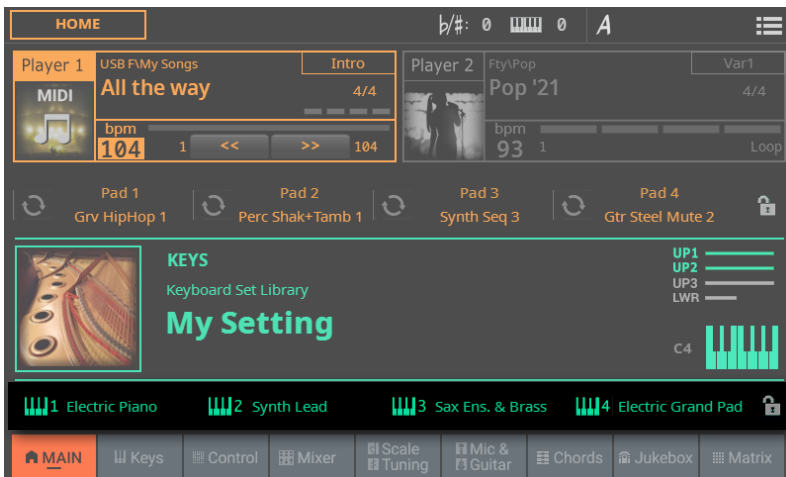 HOME
♭/#: 0 0 A
Player 1 USB F\My Songs Intro
MIDI All the way 4/4
bpm
104 1 << >> 104
Player 2 Fty\Pop Var1
Pop '21 4/4
bpm
93 1 Loop
Pad 1 Pad 2 Pad 3 Pad 4
Grv HipHop 1 Perc Shak+Tamb 1 Synth Seq 3 Gtr Steel Mute 2
KEYS
Keyboard Set Library
My Setting
UP1
UP2
UP3
LWR
C4
1 Electric Piano 2 Synth Lead 3 Sax Ens. & Brass 4 Electric Grand Pad
MAIN Keys Control Mixer Scale Tuning Mic & Guitar Chords Jukebox Matrix